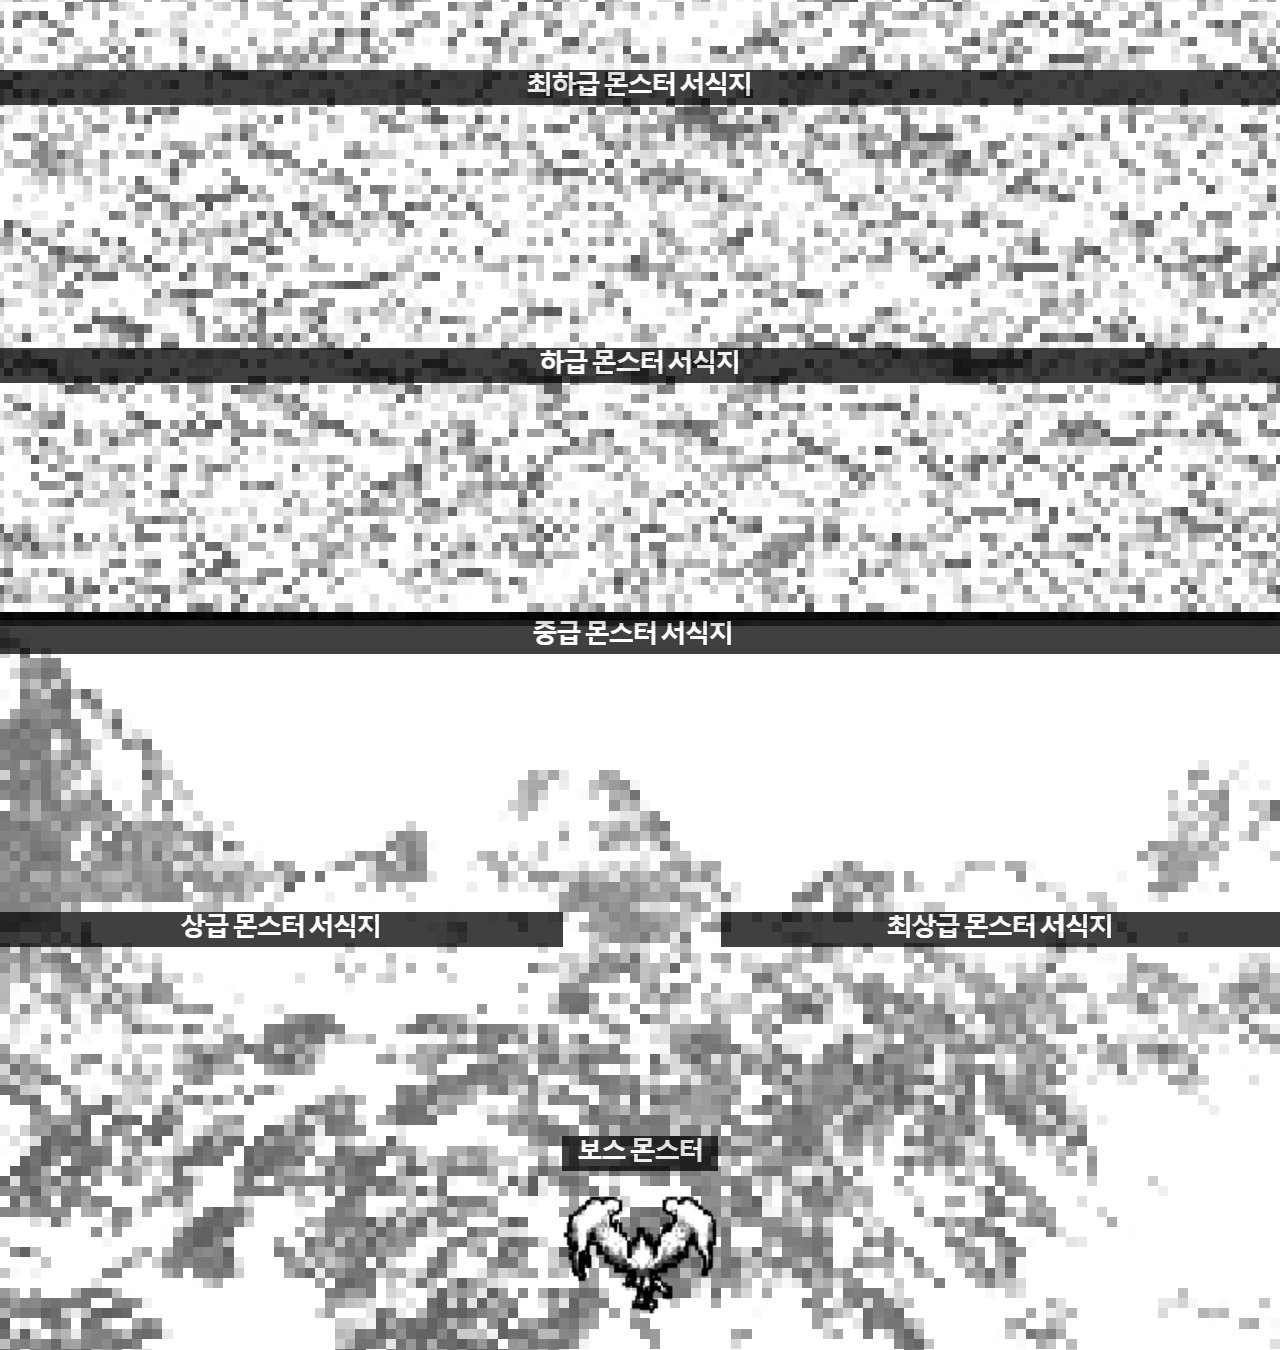 최하급 몬스터 서식지
하급 몬스터 서식지
중급 몬스터 서식지
상급 몬스터 서식지
최상급 몬스터 서식지
보스 몬스터